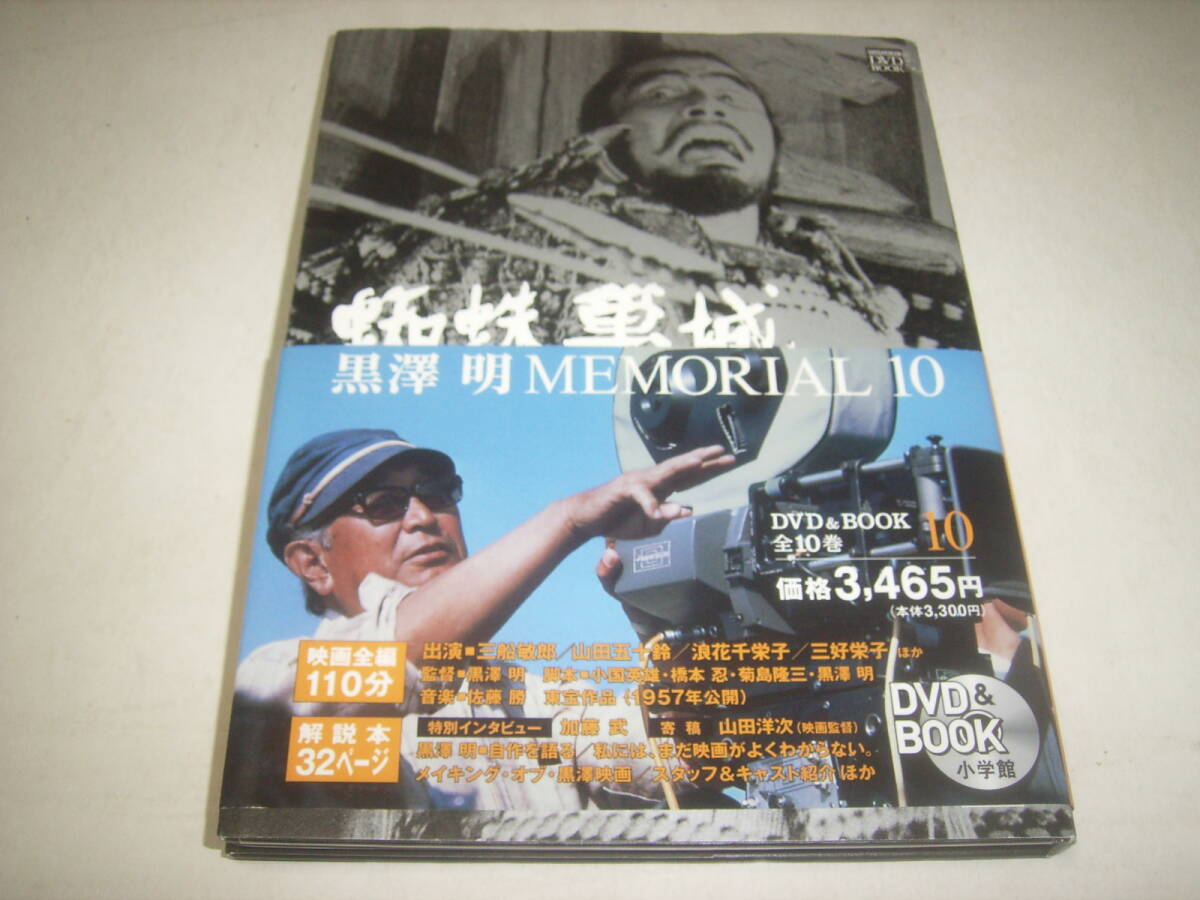 DVD
BOOK
蜘蛛巣城
黒澤 明 MEMORIAL 10
DVD & BOOK 10
全10巻
価格3,465円
(本体3,300円)
映画全編
110分
出演■三船敏郎/山田五十鈴/浪花千栄子/三好栄子 ほか
監督■黒澤 明 脚本■小国英雄・橋本 忍・菊島隆三・黒澤 明
音楽■佐藤 勝 東宝作品(1957年公開)
解説本
32ページ
特別インタビュー 加藤 武 寄稿 山田洋次(映画監督)
黒澤 明■自作を語る/私には、まだ映画がよくわからない。
メイキング・オブ・黒澤映画/スタッフ&キャスト紹介 ほか
DVD &
BOOK
小学館